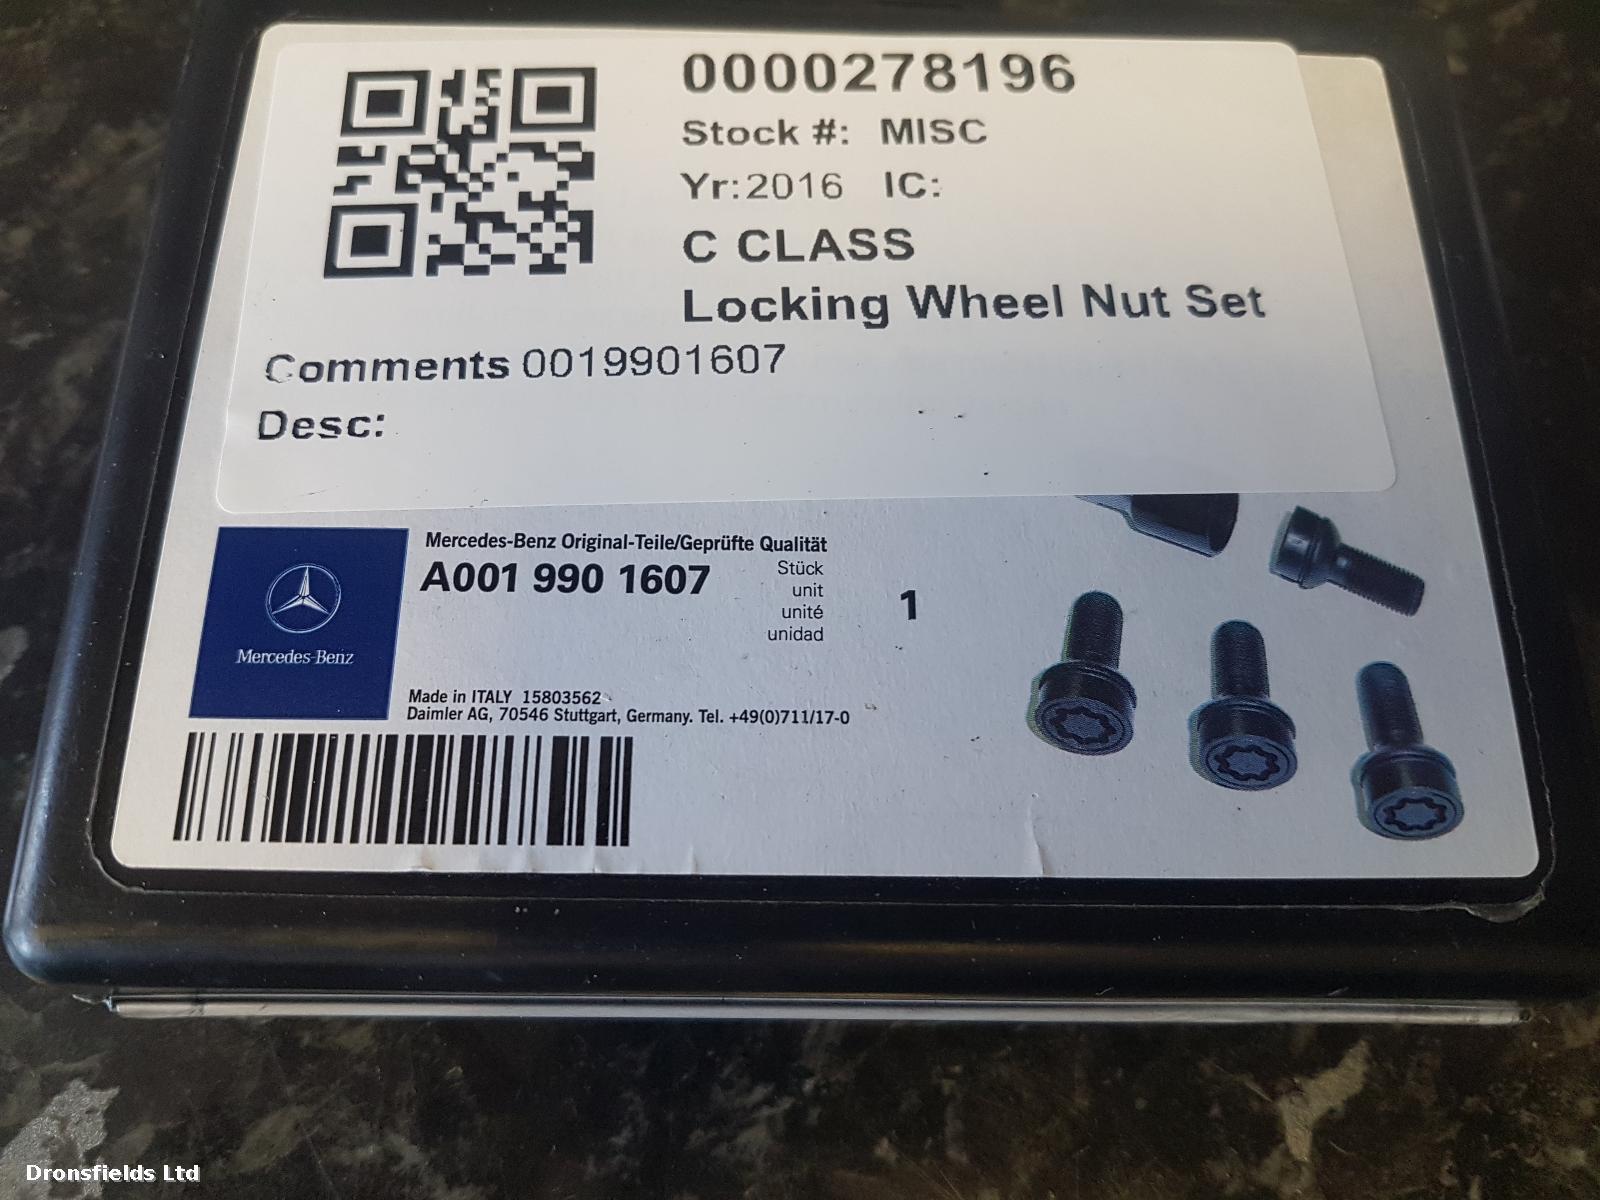 0000278196
Stock #: MISC
Yr:2016 IC:
C CLASS
Locking Wheel Nut Set
Comments 0019901607
Desc:
Mercedes-Benz Original-Teile/Geprüfte Qualität
A001 990 1607
Stück
unit
unité
unidad
1
Mercedes-Benz
Made in ITALY 15803562
Daimler AG, 70546 Stuttgart, Germany. Tel. +49(0)711/17-0
Dronsfields Ltd